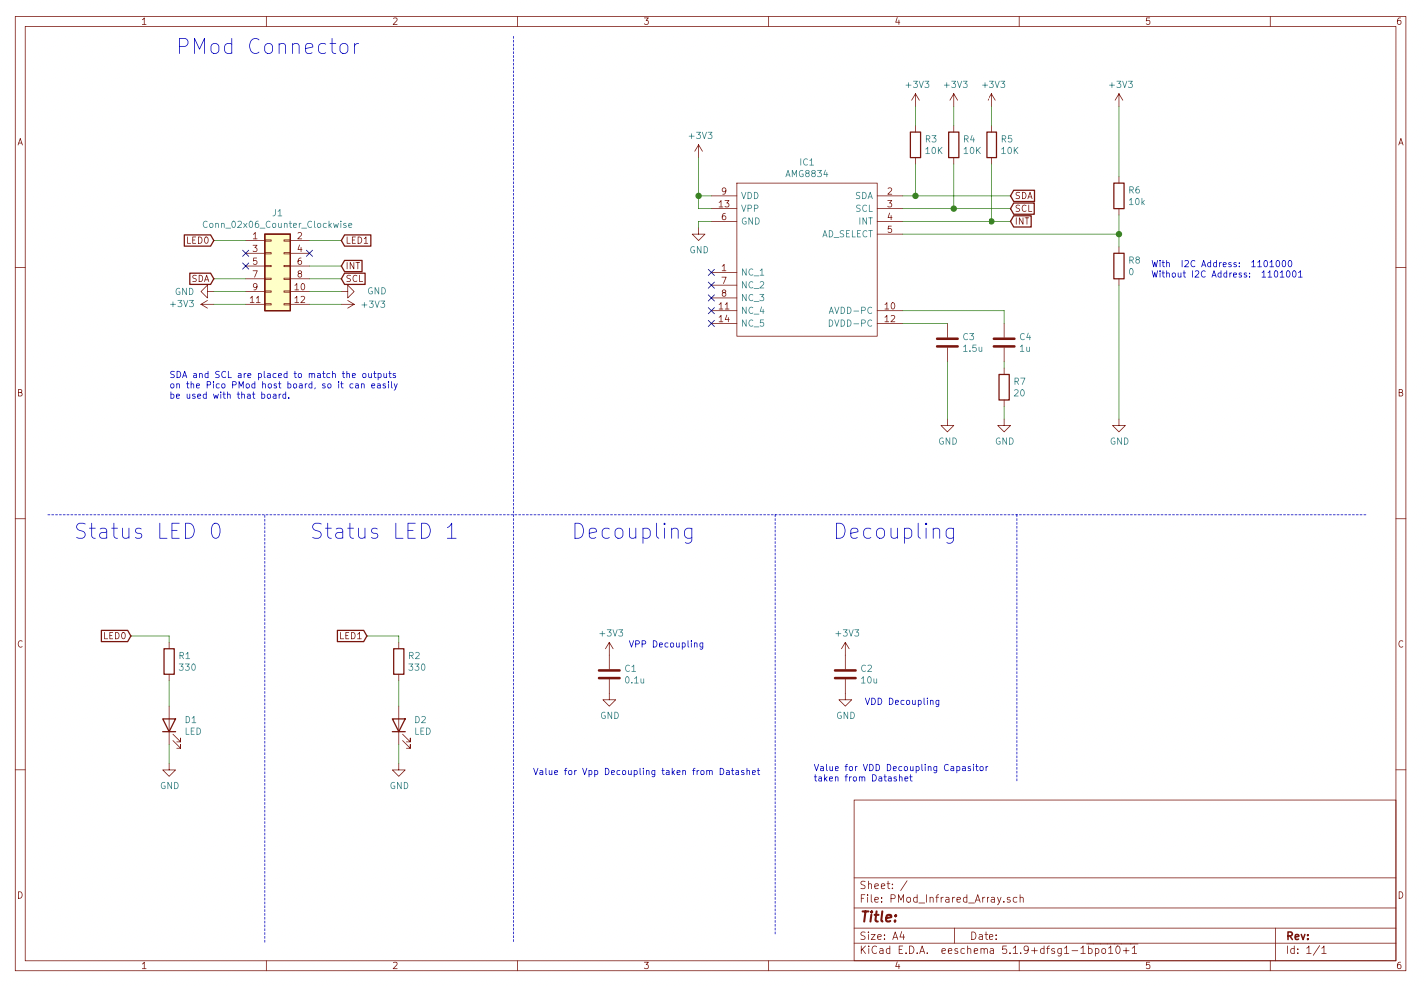 1 2 3 4 5 6
A A
B B
C C
D D
PMod Connector
J1
Conn_02x06_Counter_Clockwise
LED0 1 2 LED1
3 4
5 6 INT
SDA 7 8 SCL
GND 9 10 GND
+3V3 11 12 +3V3
SDA and SCL are placed to match the outputs
on the Pico PMod host board, so it can easily
be used with that board.
+3V3
IC1
AMG8834
9 VDD
13 VPP
6 GND
GND
1 NC_1
7 NC_2
8 NC_3
11 NC_4
14 NC_5
SDA 2
SCL 3
INT 4
AD_SELECT 5
AVDD-PC 10
DVDD-PC 12
+3V3 +3V3 +3V3
R3
10K
R4
10K
R5
10K
SDA
SCL
INT
+3V3
R6
10k
R8
0
With  I2C Address:  1101000
Without I2C Address:  1101001
C3
1.5u
C4
1u
R7
20
GND GND GND
Status LED 0
LED0
R1
330
D1
LED
GND
Status LED 1
LED1
R2
330
D2
LED
GND
Decoupling
+3V3
VPP Decoupling
C1
0.1u
GND
Value for Vpp Decoupling taken from Datashet
Decoupling
+3V3
C2
10u
VDD Decoupling
GND
Value for VDD Decoupling Capasitor
taken from Datashet
Sheet: /
File: PMod_Infrared_Array.sch
Title:
Size: A4 Date: Rev:
KiCad E.D.A.  eeschema 5.1.9+dfsg1-1bpo10+1 Id: 1/1
1 2 3 4 5 6